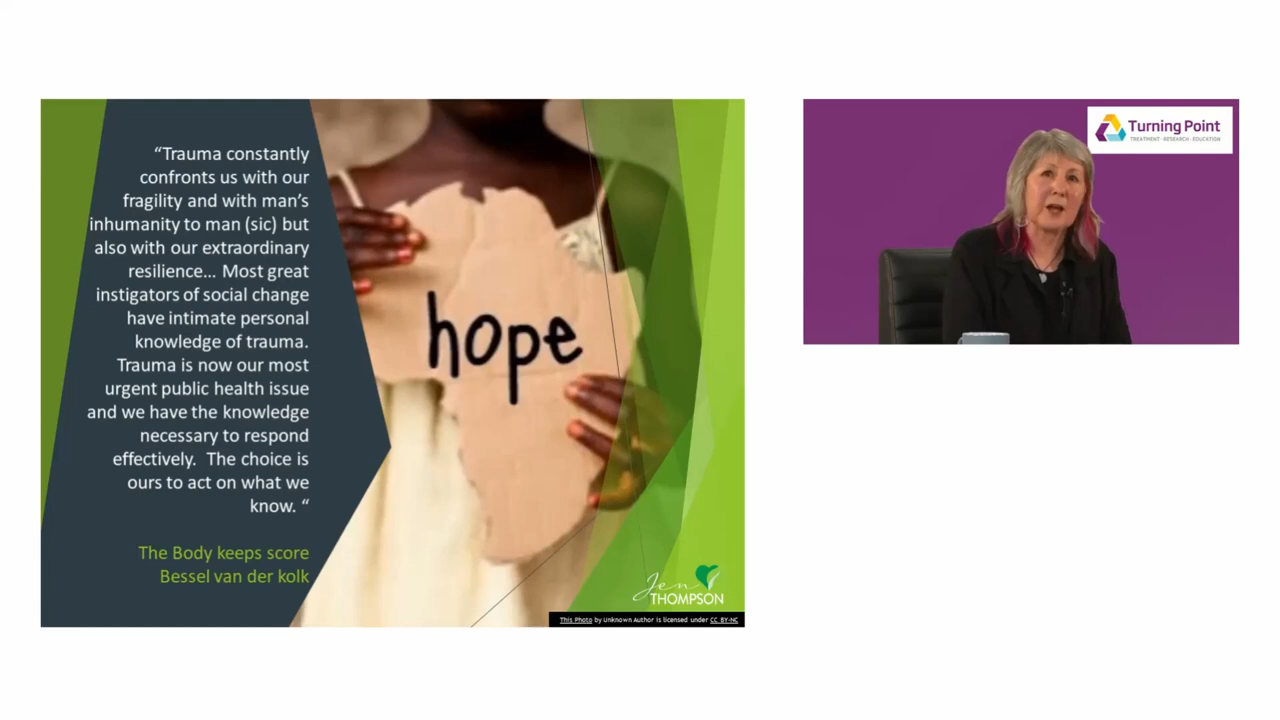 “Trauma constantly
confronts us with our
fragility and with man’s
inhumanity to man (sic) but
also with our extraordinary
resilience... Most great
instigators of social change
have intimate personal
knowledge of trauma.
Trauma is now our most
urgent public health issue
and we have the knowledge
necessary to respond
effectively.  The choice is
ours to act on what we
know. “
The Body keeps score
Bessel van der kolk
hope
Jen
THOMPSON
This Photo by Unknown Author is licensed under CC BY-NC
Turning Point
TREATMENT · RESEARCH · EDUCATION